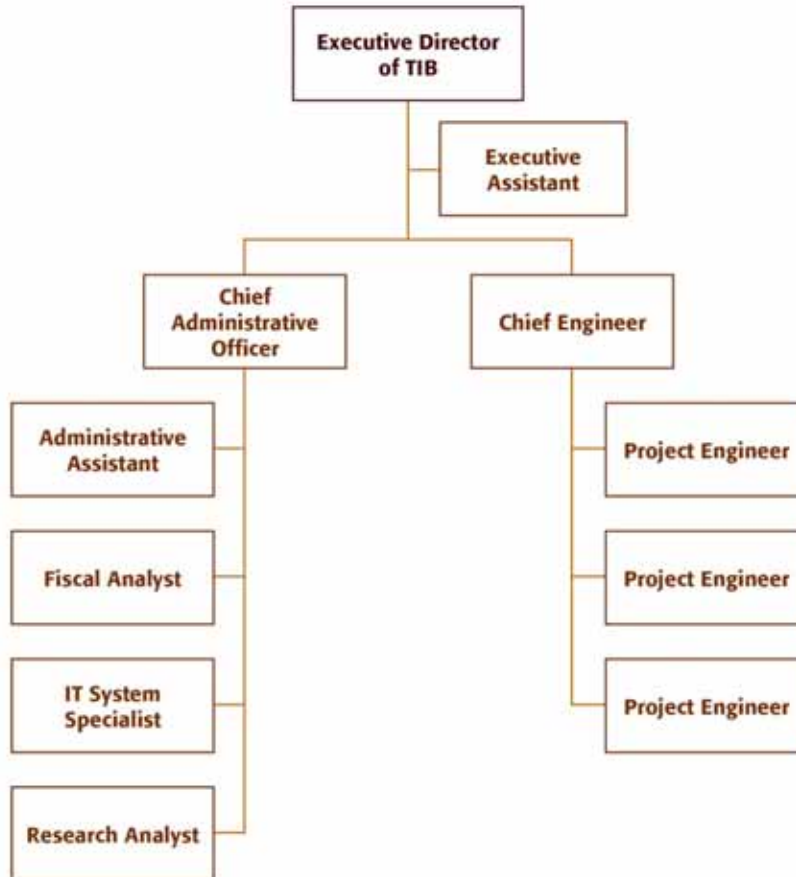 Executive Director
of TIB
Executive
Assistant
Chief
Administrative
Officer
Chief Engineer
Administrative
Assistant
Project Engineer
Fiscal Analyst
Project Engineer
IT System
Specialist
Project Engineer
Research Analyst